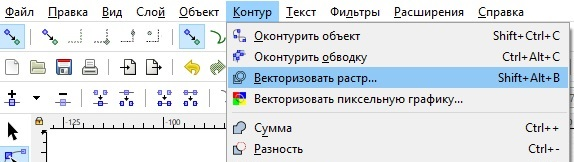 Файл Правка Вид Слой Объект Контур Текст Фильтры Расширения Справка
Оконтурить объект Shift+Ctrl+C
Оконтурить обводку Ctrl+Alt+C
Векторизовать растр... Shift+Alt+B
Векторизовать пиксельную графику...
-125 -100
Сумма Ctrl++
Разность Ctrl+-